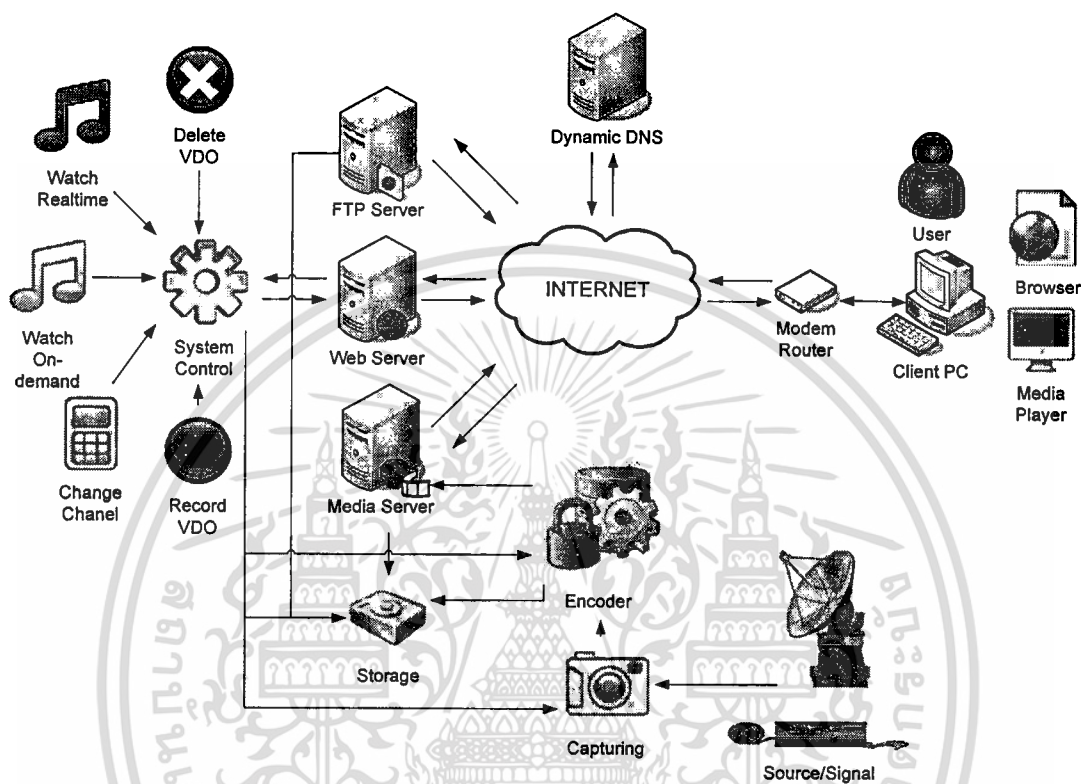 Dynamic DNS
Delete
VDO
Watch
Realtime
FTP Server
User
INTERNET
Browser
Watch
On-
demand
System
Control
Web Server
Modem
Router
Client PC
Media
Player
Change
Chanel
Record
VDO
Media Server
Encoder
Storage
Capturing
Source/Signal